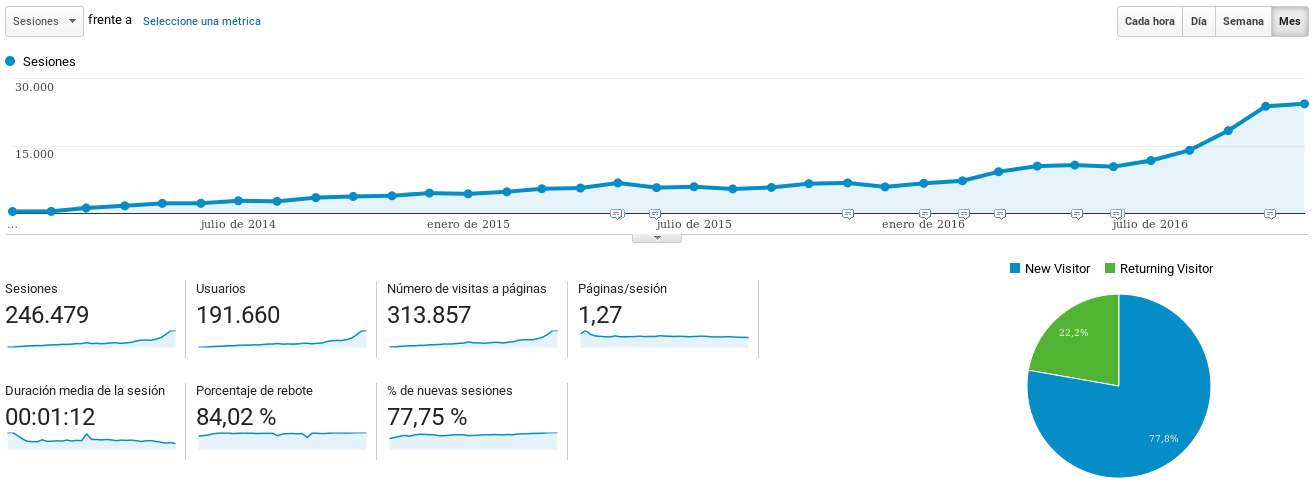 Sesiones frente a Seleccione una métrica Cada hora Día Semana Mes
Sesiones
30.000
15.000
... julio de 2014 enero de 2015 julio de 2015 enero de 2016 julio de 2016
New Visitor Returning Visitor
Sesiones Usuarios Número de visitas a páginas Páginas/sesión
246.479 191.660 313.857 1,27
22,2%
Duración media de la sesión Porcentaje de rebote % de nuevas sesiones
00:01:12 84,02 % 77,75 %
77,8%